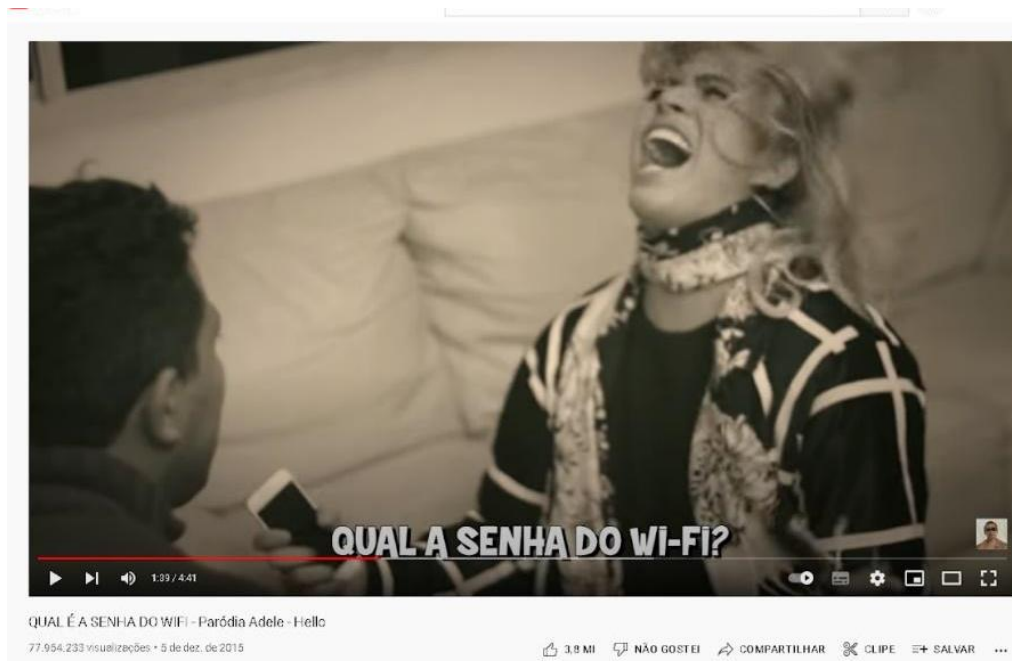 QUAL A SENHA DO WI-FI?
1:39 / 4:41
QUAL É A SENHA DO WIFI - Paródia Adele - Hello
77.954.233 visualizações • 5 de dez. de 2015
3,8 MI NÃO GOSTEI COMPARTILHAR CLIPE SALVAR